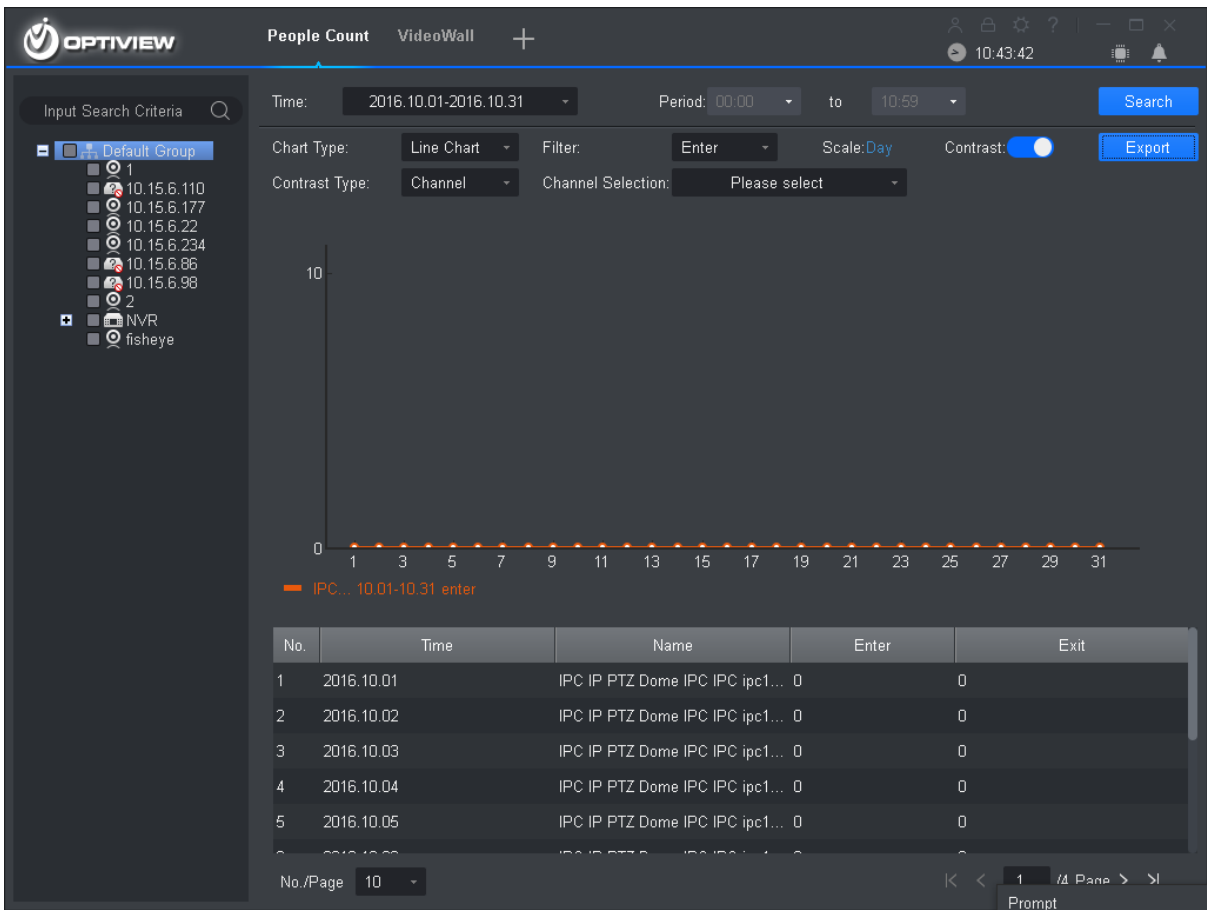 OPTIVIEW
People Count VideoWall
10:43:42
Input Search Criteria
Default Group
1
10.15.6.110
10.15.6.177
10.15.6.22
10.15.6.234
10.15.6.86
10.15.6.98
2
NVR
fisheye
Time: 2016.10.01-2016.10.31 Period: 00:00 to 10:59 Search
Chart Type: Line Chart Filter: Enter Scale:Day Contrast: Export
Contrast Type: Channel Channel Selection: Please select
10
0
1 3 5 7 9 11 13 15 17 19 21 23 25 27 29 31
IPC... 10.01-10.31 enter
No. Time Name Enter Exit
1 2016.10.01 IPC IP PTZ Dome IPC IPC ipc1... 0 0
2 2016.10.02 IPC IP PTZ Dome IPC IPC ipc1... 0 0
3 2016.10.03 IPC IP PTZ Dome IPC IPC ipc1... 0 0
4 2016.10.04 IPC IP PTZ Dome IPC IPC ipc1... 0 0
5 2016.10.05 IPC IP PTZ Dome IPC IPC ipc1... 0 0
No./Page 10 1 /4 Page
Prompt